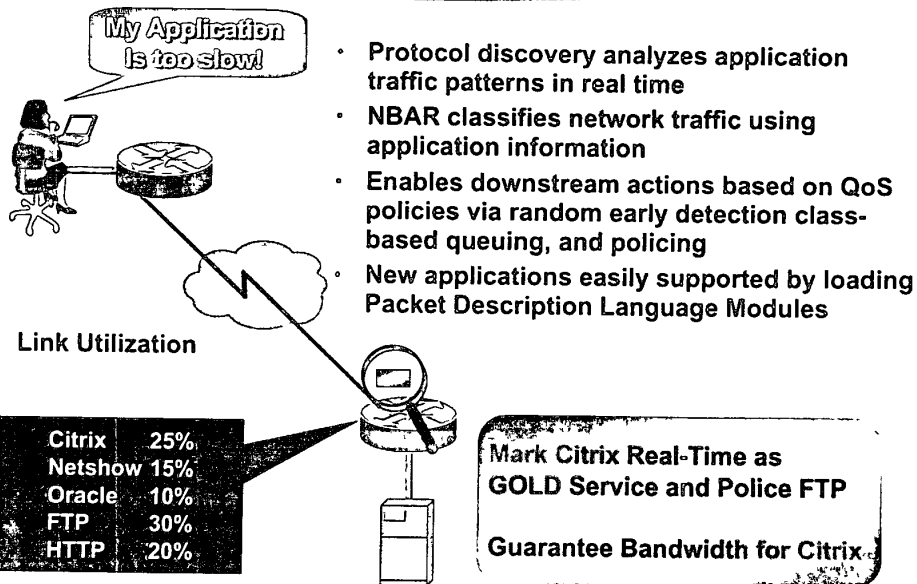 My Application
Is too slow!
· Protocol discovery analyzes application
traffic patterns in real time
· NBAR classifies network traffic using
application information
· Enables downstream actions based on QoS
policies via random early detection class-
based queuing, and policing
· New applications easily supported by loading
Packet Description Language Modules
Link Utilization
Citrix 25%
Netshow 15%
Oracle 10%
FTP 30%
HTTP 20%
Mark Citrix Real-Time as
GOLD Service and Police FTP
Guarantee Bandwidth for Citrix